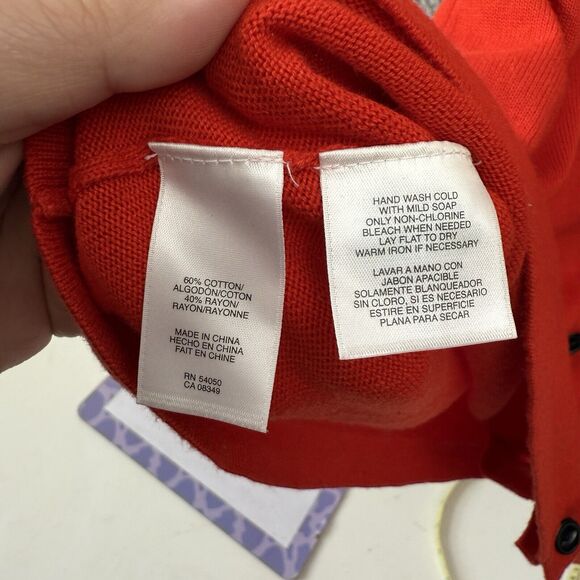 60% COTTON/
ALGODÓN/COTON
40% RAYON/
RAYON/RAYONNE
MADE IN CHINA
HECHO EN CHINA
FAIT EN CHINE
RN 54050
CA 08349
HAND WASH COLD
WITH MILD SOAP
ONLY NON-CHLORINE
BLEACH WHEN NEEDED
LAY FLAT TO DRY
WARM IRON IF NECESSARY
LAVAR A MANO CON
JABON APACIBLE
SOLAMENTE BLANQUEADOR
SIN CLORO, SI ES NECESARIO
ESTIRE EN SUPERFICIE
PLANA PARA SECAR